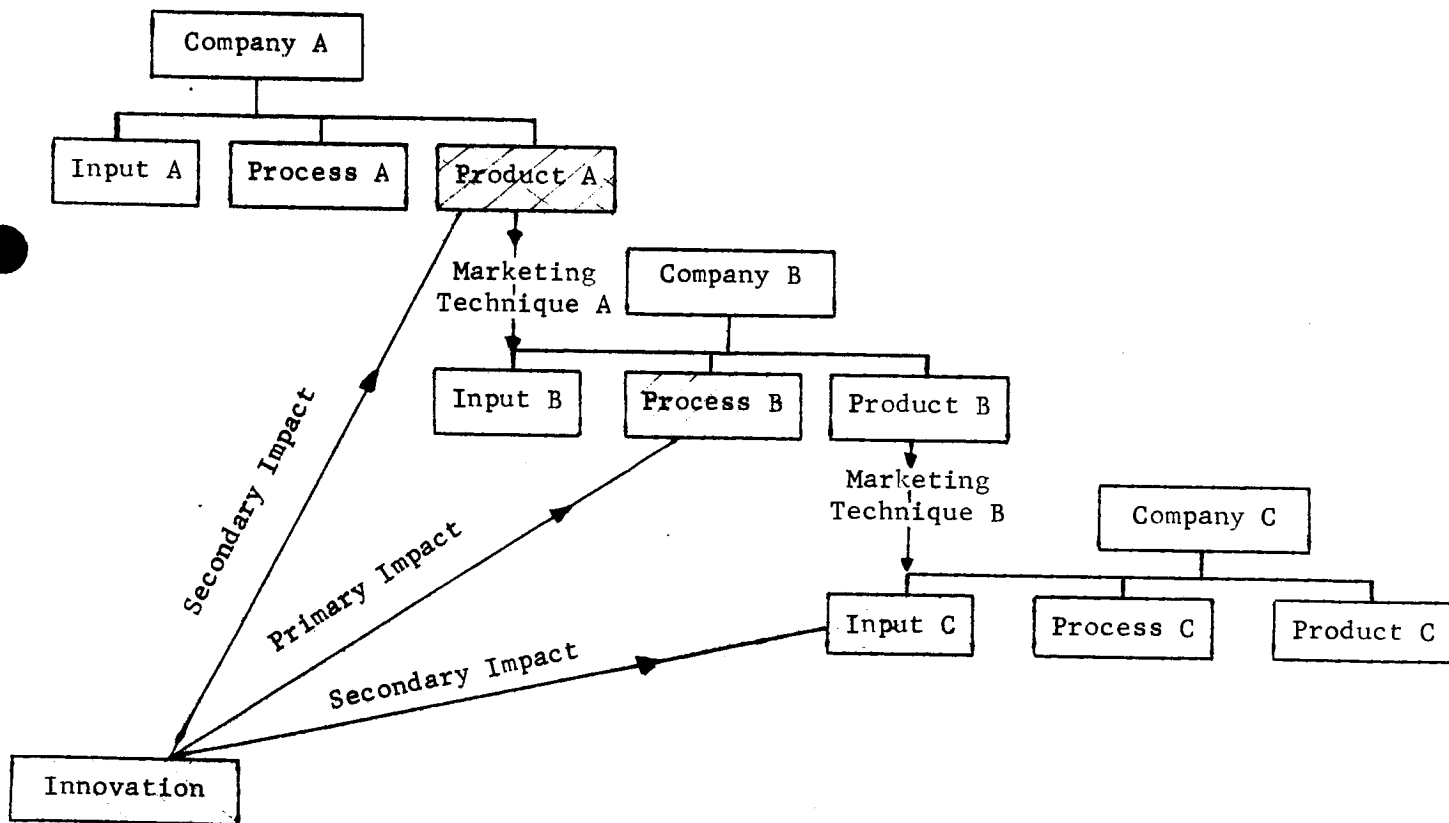 Company A
Input A
Process A
Product A
Marketing
Technique A
Company B
Input B
Process B
Product B
Marketing
Technique B
Company C
Input C
Process C
Product C
Secondary Impact
Primary Impact
Secondary Impact
Innovation